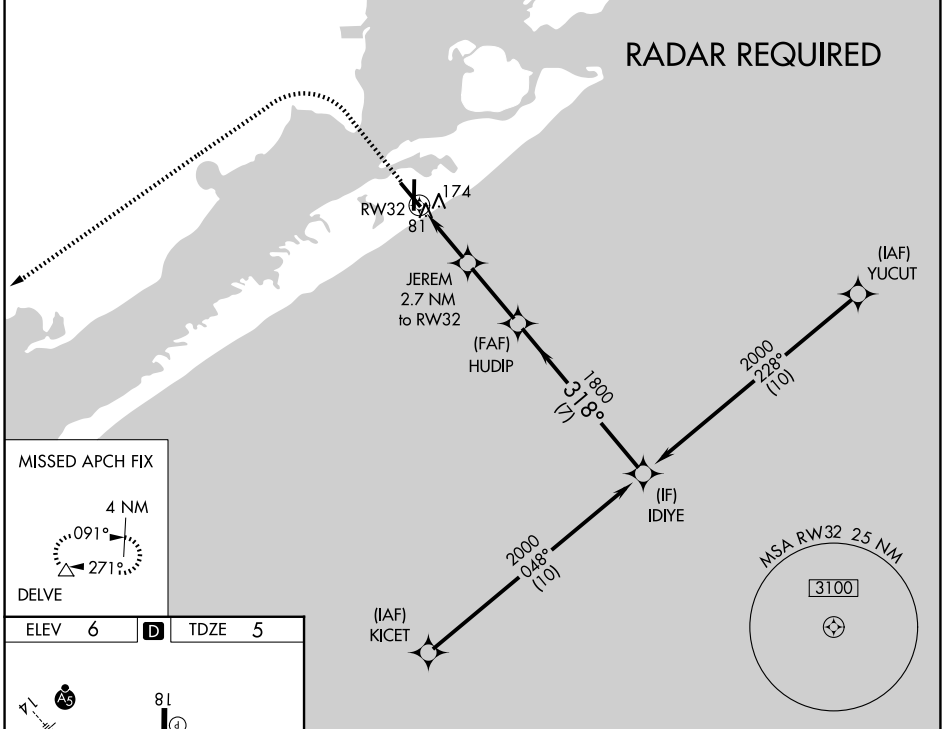 RADAR REQUIRED
174
RW32
81
JEREM
2.7 NM
to RW32
(FAF)
HUDIP
(IAF)
YUCUT
2000
228°
(10)
1800
318°
(7)
(IF)
IDIYE
2000
048°
(10)
(IAF)
KICET
MISSED APCH FIX
4 NM
091°
271°
DELVE
MSA RW32 25 NM
3100
ELEV 6 D TDZE 5
14
A5
18
P